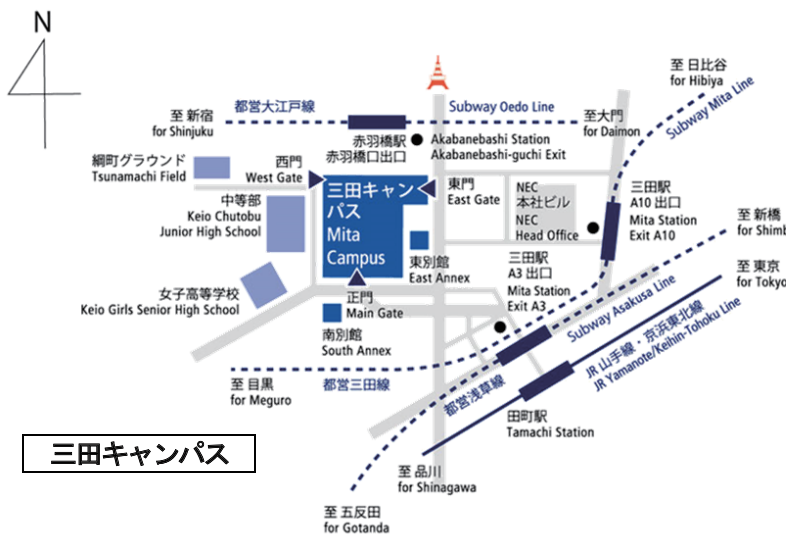 N
至 日比谷
for Hibiya
Subway Mita Line
至 新宿
for Shinjuku
都営大江戸線
Subway Oedo Line
至大門
for Daimon
赤羽橋駅
赤羽橋口出口
Akabanebashi Station
Akabanebashi-guchi Exit
綱町グラウンド
Tsunamachi Field
西門
West Gate
三田キャン
パス
Mita
Campus
東門
East Gate
NEC
本社ビル
NEC
Head Office
三田駅
A10 出口
Mita Station
Exit A10
中等部
Keio Chutobu
Junior High School
東別館
East Annex
三田駅
A3 出口
Mita Station
Exit A3
至 新橋
for Shimb
至 東京
for Tokyo
女子高等学校
Keio Girls Senior High School
正門
Main Gate
南別館
South Annex
Subway Asakusa Line
JR 山手線・京浜東北線
JR Yamanote/Keihin-Tohoku Line
至 目黒
for Meguro
都営三田線
都営浅草線
田町駅
Tamachi Station
三田キャンパス
至 品川
for Shinagawa
至 五反田
for Gotanda